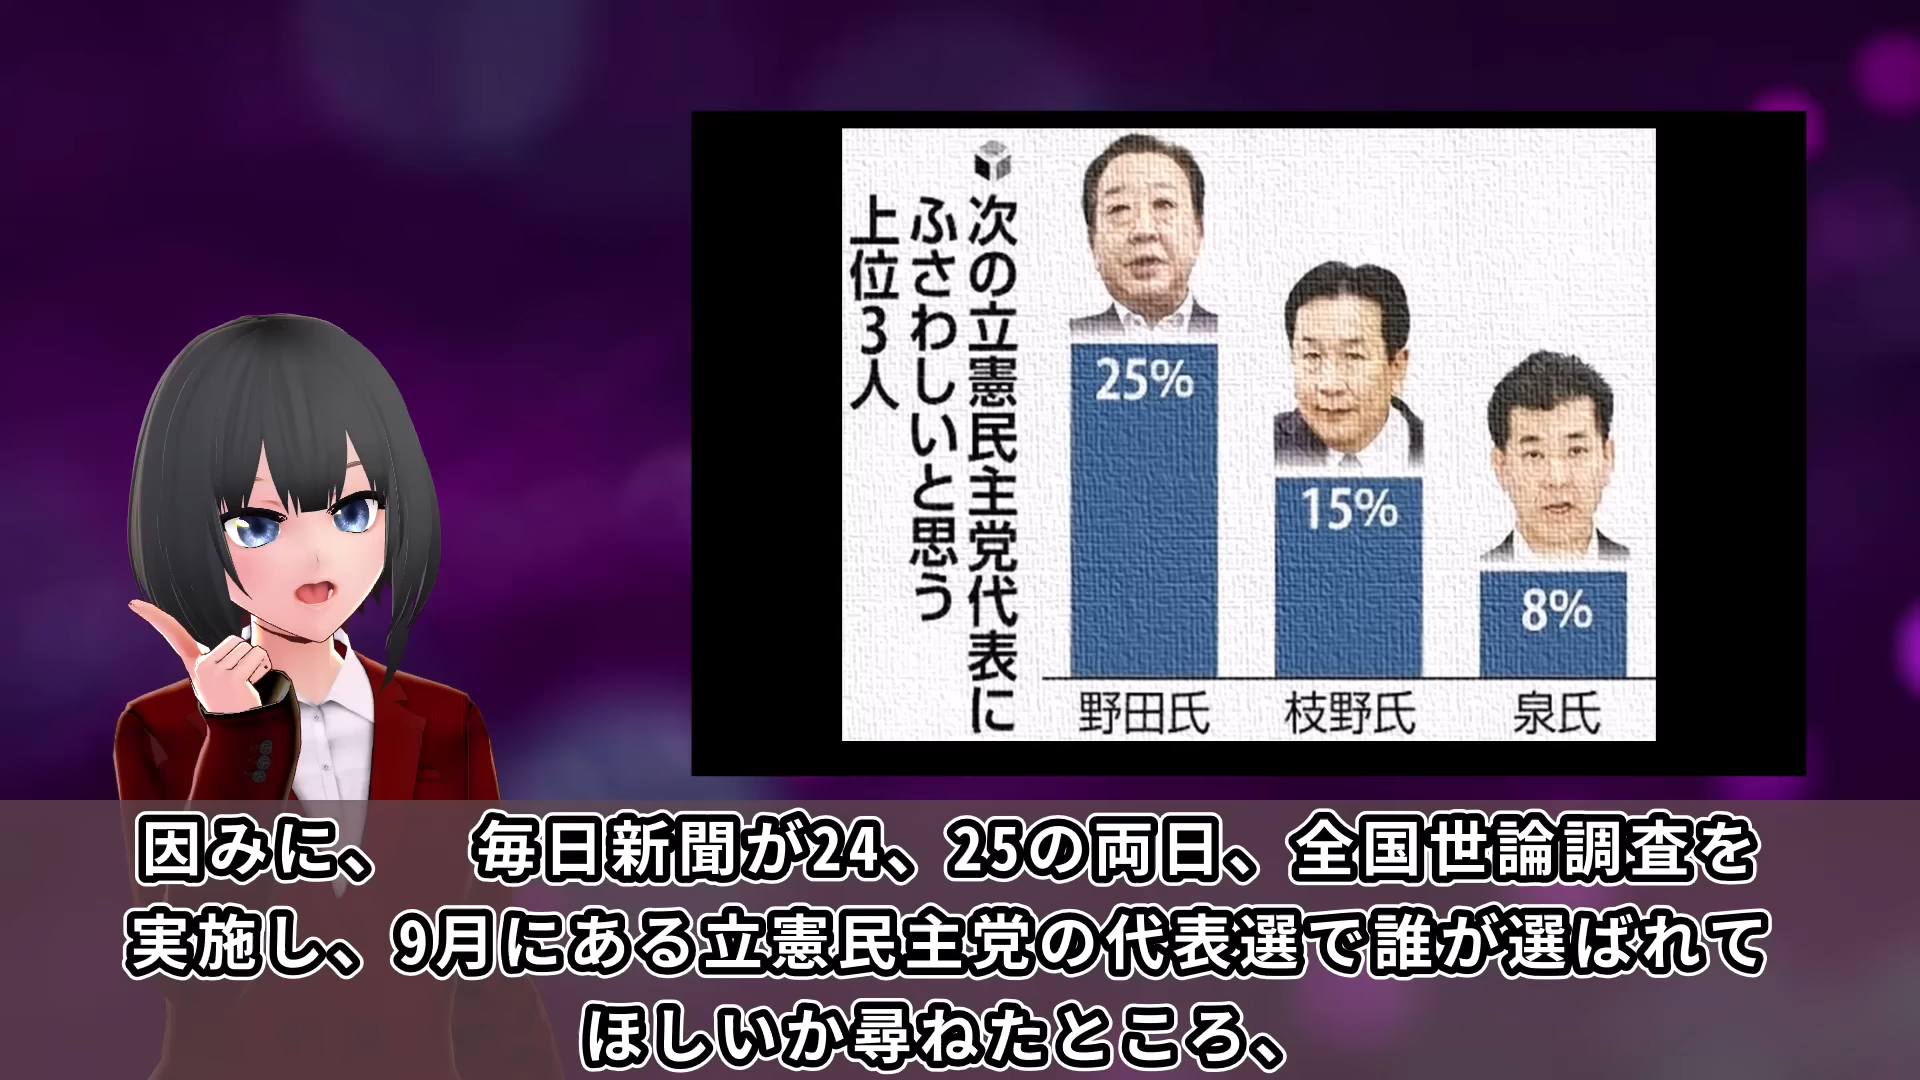 次の立憲民主党代表に
ふさわしいと思う
上位3人
25%
15%
8%
野田氏
枝野氏
泉氏
因みに、　毎日新聞が24、25の両日、全国世論調査を
実施し、9月にある立憲民主党の代表選で誰が選ばれて
ほしいか尋ねたところ、